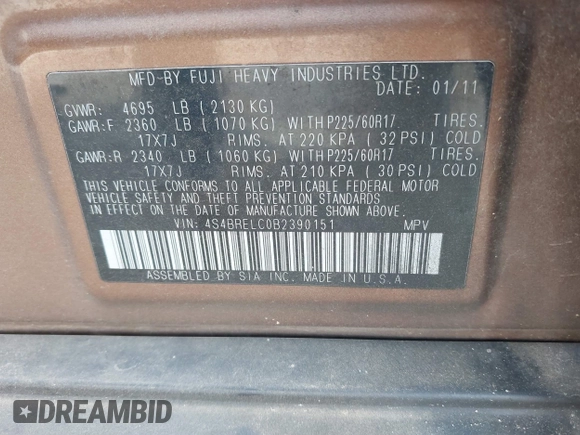 MFD-BY FUJI HEAVY INDUSTRIES LTD.
DATE: 01/11
GVWR: 4695 LB ( 2130 KG)
GAWR:F 2360 LB ( 1070 KG) WITH P225/60R17 TIRES.
17X7J RIMS. AT 220 KPA ( 32 PSI) COLD
GAWR:R 2340 LB ( 1060 KG) WITH P225/60R17 TIRES.
17X7J RIMS. AT 210 KPA ( 30 PSI) COLD
THIS VEHICLE CONFORMS TO ALL APPLICABLE FEDERAL MOTOR
VEHICLE SAFETY AND THEFT PREVENTION STANDARDS
IN EFFECT ON THE DATE OF MANUFACTURE SHOWN ABOVE.
VIN: 4S4BRELC0B2390151 MPV
ASSEMBLED BY SIA INC. MADE IN U.S.A.
DREAMBID